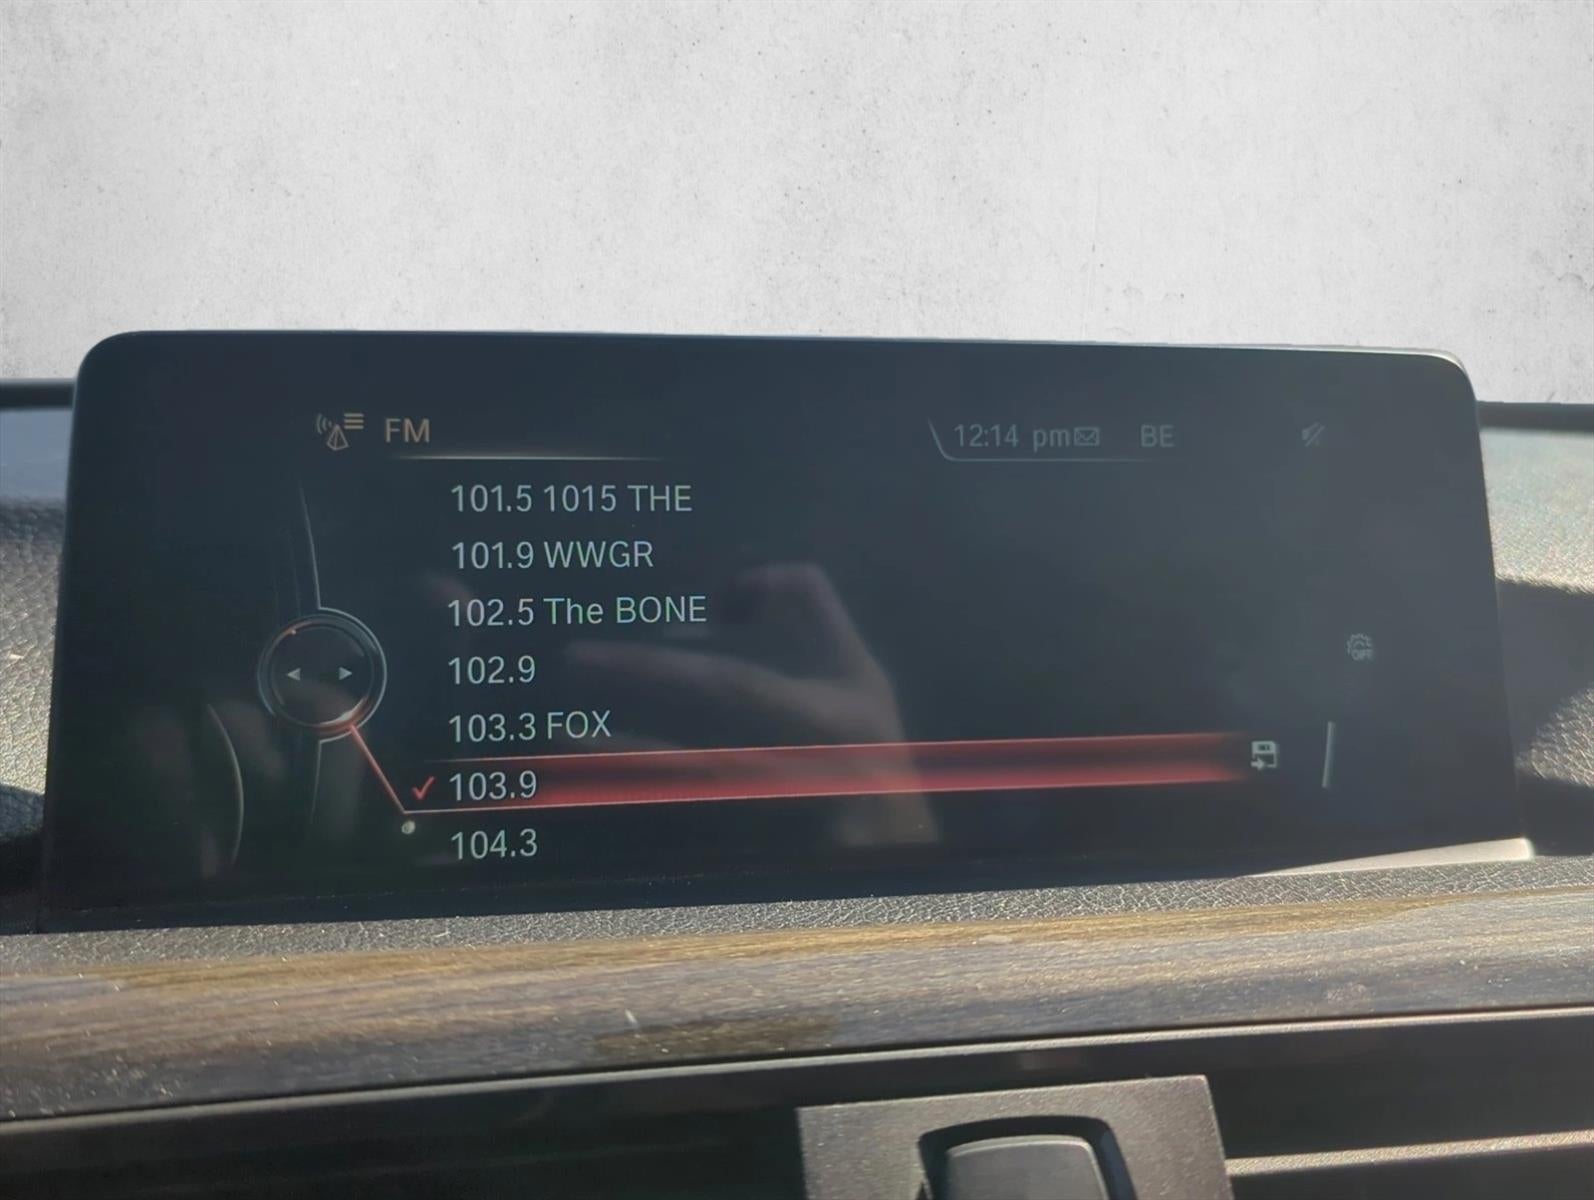 FM
12:14 pm BE
101.5 1015 THE
101.9 WWGR
102.5 The BONE
102.9
103.3 FOX
103.9
104.3
OFF